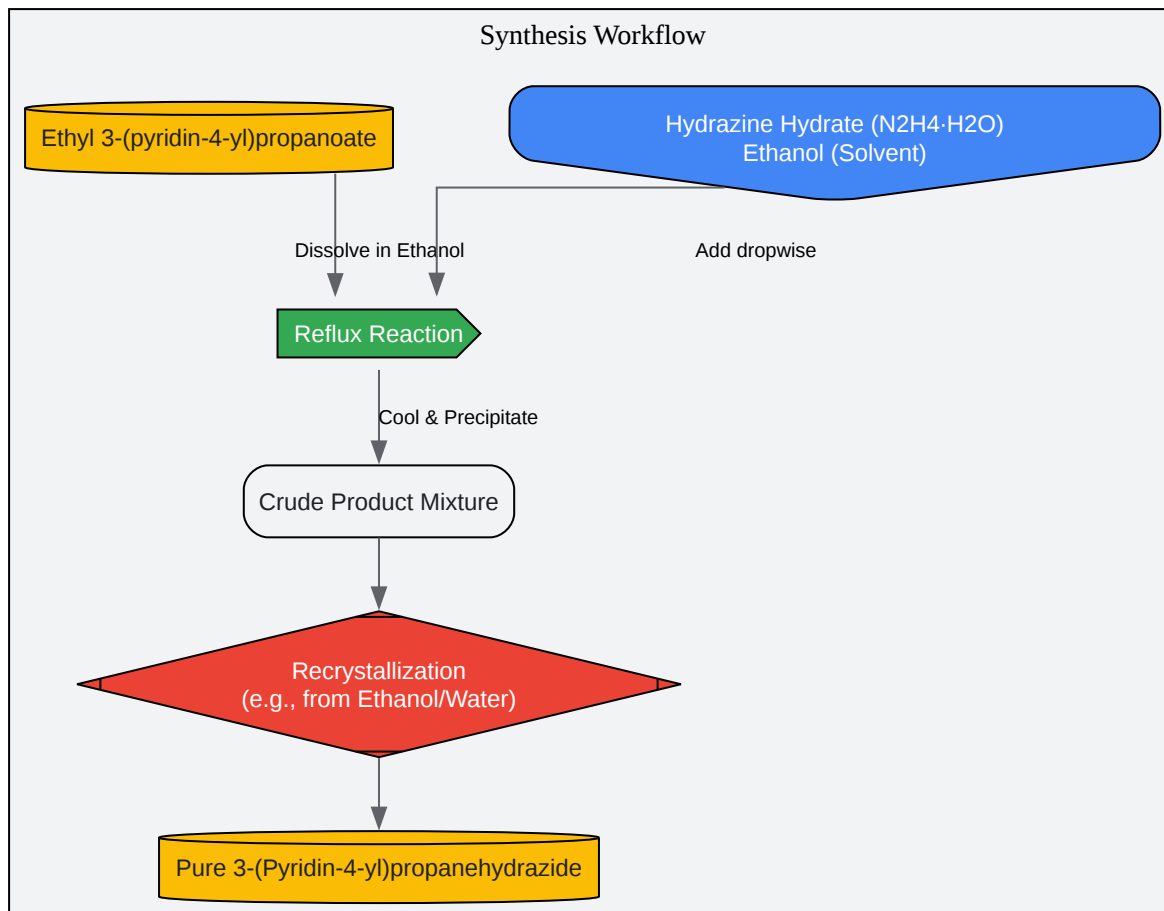 Synthesis Workflow
Ethyl 3-(pyridin-4-yl)propanoate
Hydrazine Hydrate (N2H4·H2O)
Ethanol (Solvent)
Dissolve in Ethanol
Add dropwise
Reflux Reaction
Cool & Precipitate
Crude Product Mixture
Recrystallization
(e.g., from Ethanol/Water)
Pure 3-(Pyridin-4-yl)propanehydrazide